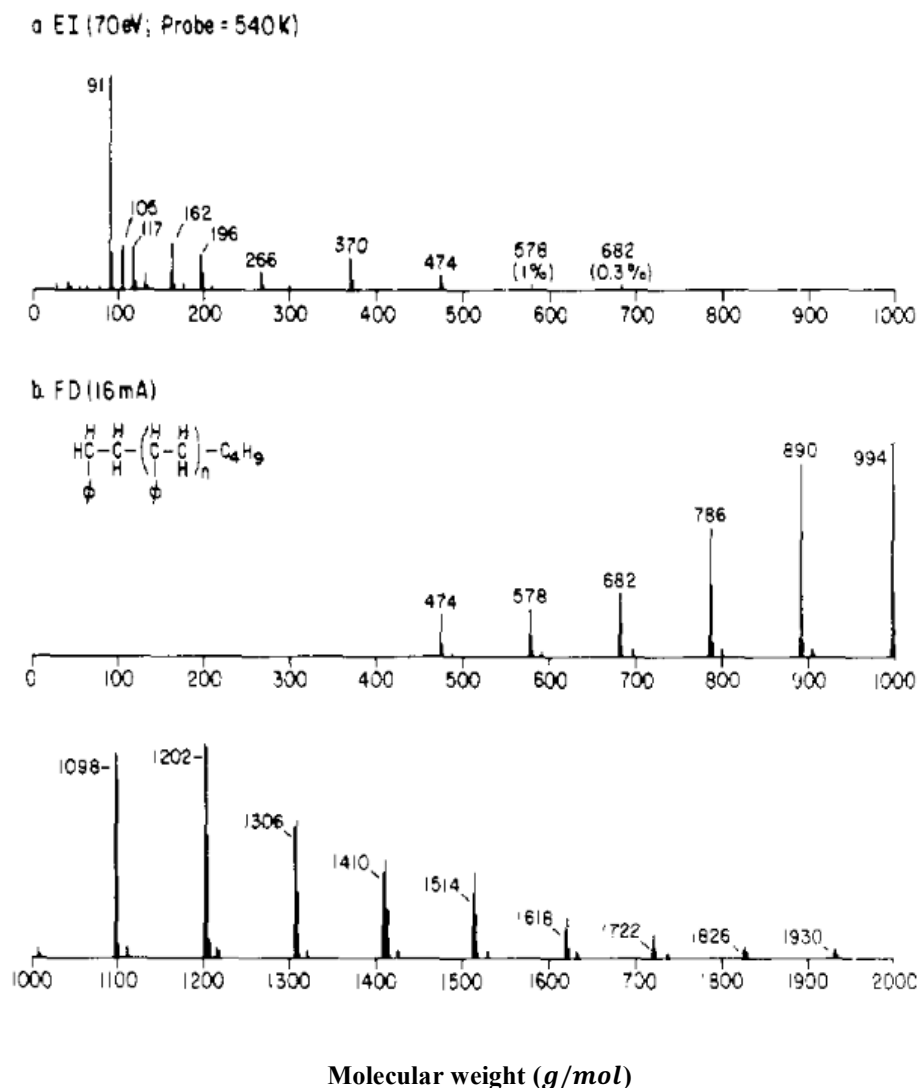 a EI (70eV; Probe = 540K)
91
105
117
162
196
266
370
474
578
(1%)
682
(0.3%)
0 100 200 300 400 500 600 700 800 900 1000
b. FD (16mA)
H H H H
HC-C-(C-C)n-C4H9
H H
ϕ ϕ
474
578
682
786
890
994
0 100 200 300 400 500 600 700 800 900 1000
1098-
1202-
1306
1410
1514
1618
1722
1826
1930
1000 1100 1200 1300 1400 1500 1600 1700 1800 1900 2000
Molecular weight (g/mol)